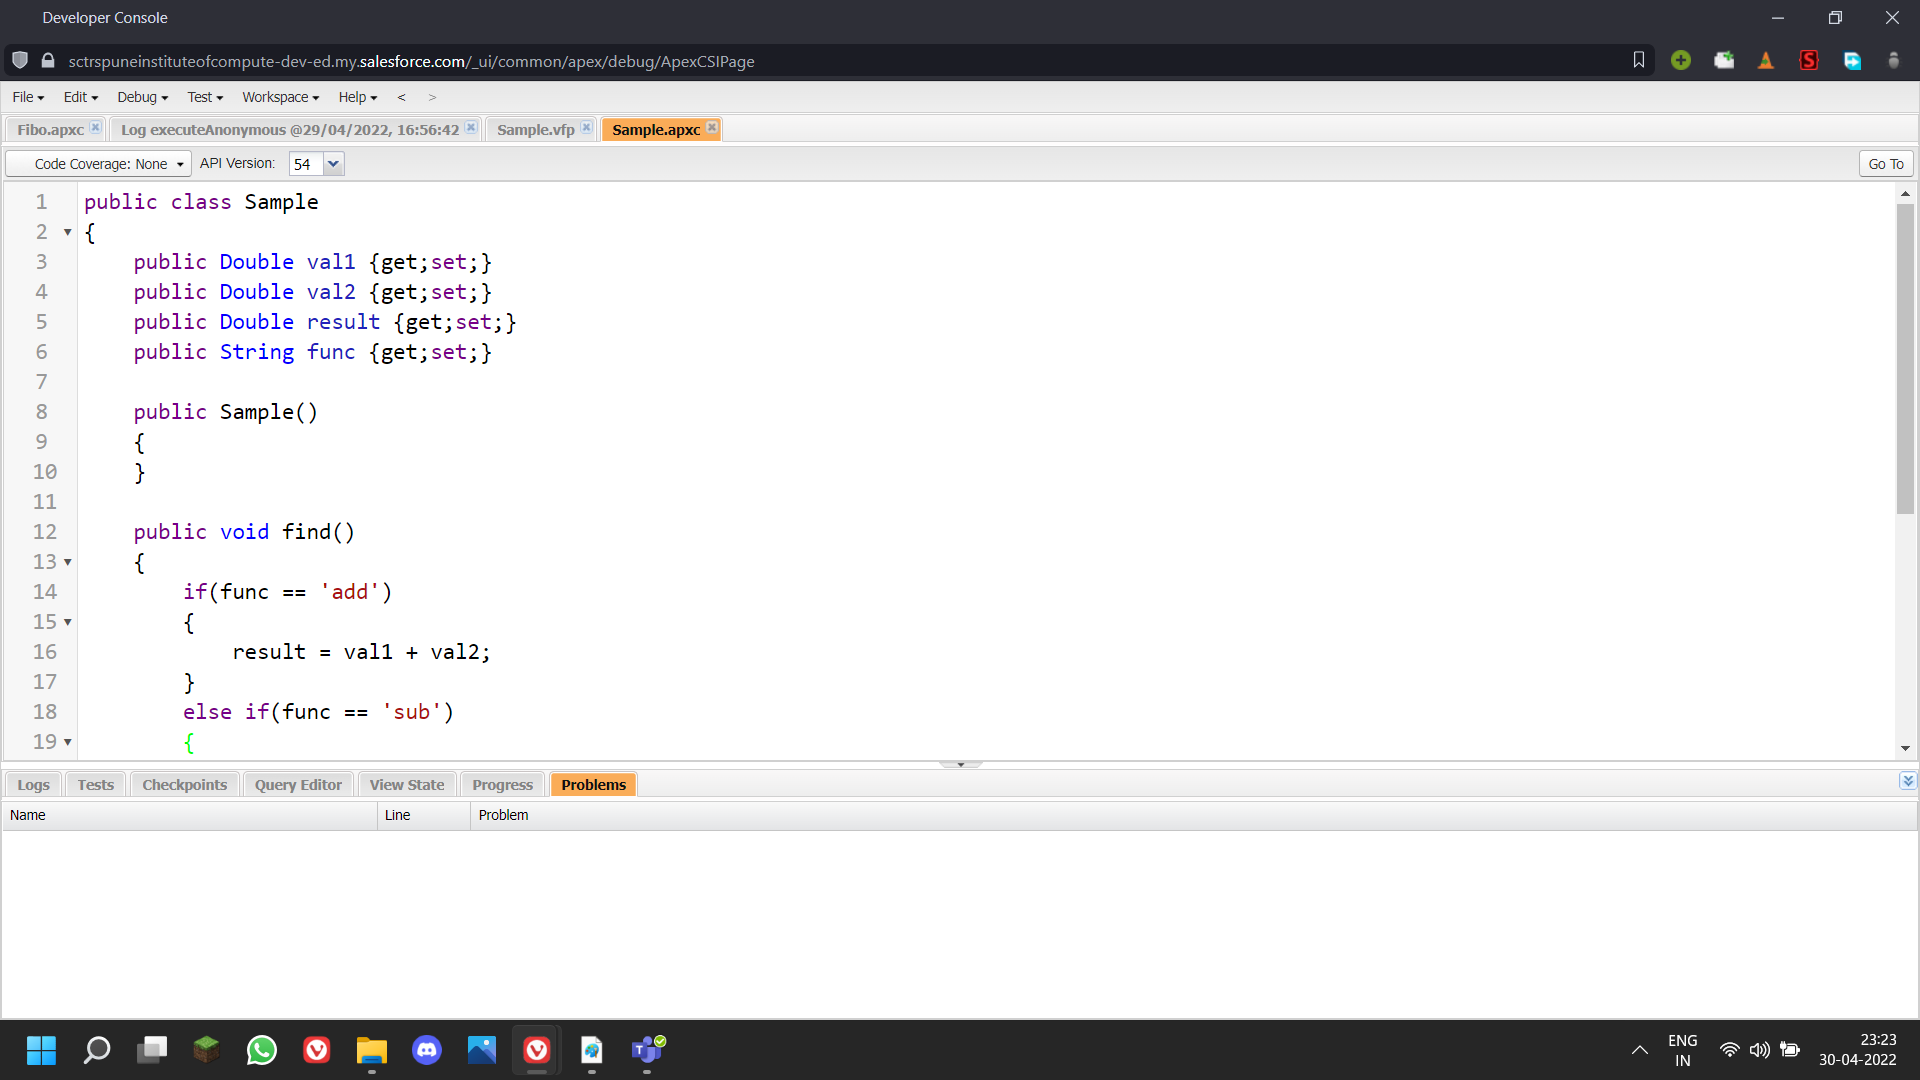 Developer Console
sctrspuneinstituteofcompute-dev-ed.my.salesforce.com/_ui/common/apex/debug/ApexCSIPage
File Edit Debug Test Workspace Help < >
Fibo.apxc Log executeAnonymous @29/04/2022, 16:56:42 Sample.vfp Sample.apxc
Code Coverage: None API Version: 54 Go To
1 public class Sample
2 {
3 public Double val1 {get;set;}
4 public Double val2 {get;set;}
5 public Double result {get;set;}
6 public String func {get;set;}
7
8 public Sample()
9 {
10 }
11
12 public void find()
13 {
14 if(func == 'add')
15 {
16 result = val1 + val2;
17 }
18 else if(func == 'sub')
19 {
Logs Tests Checkpoints Query Editor View State Progress Problems
Name Line Problem
ENG
IN
23:23
30-04-2022